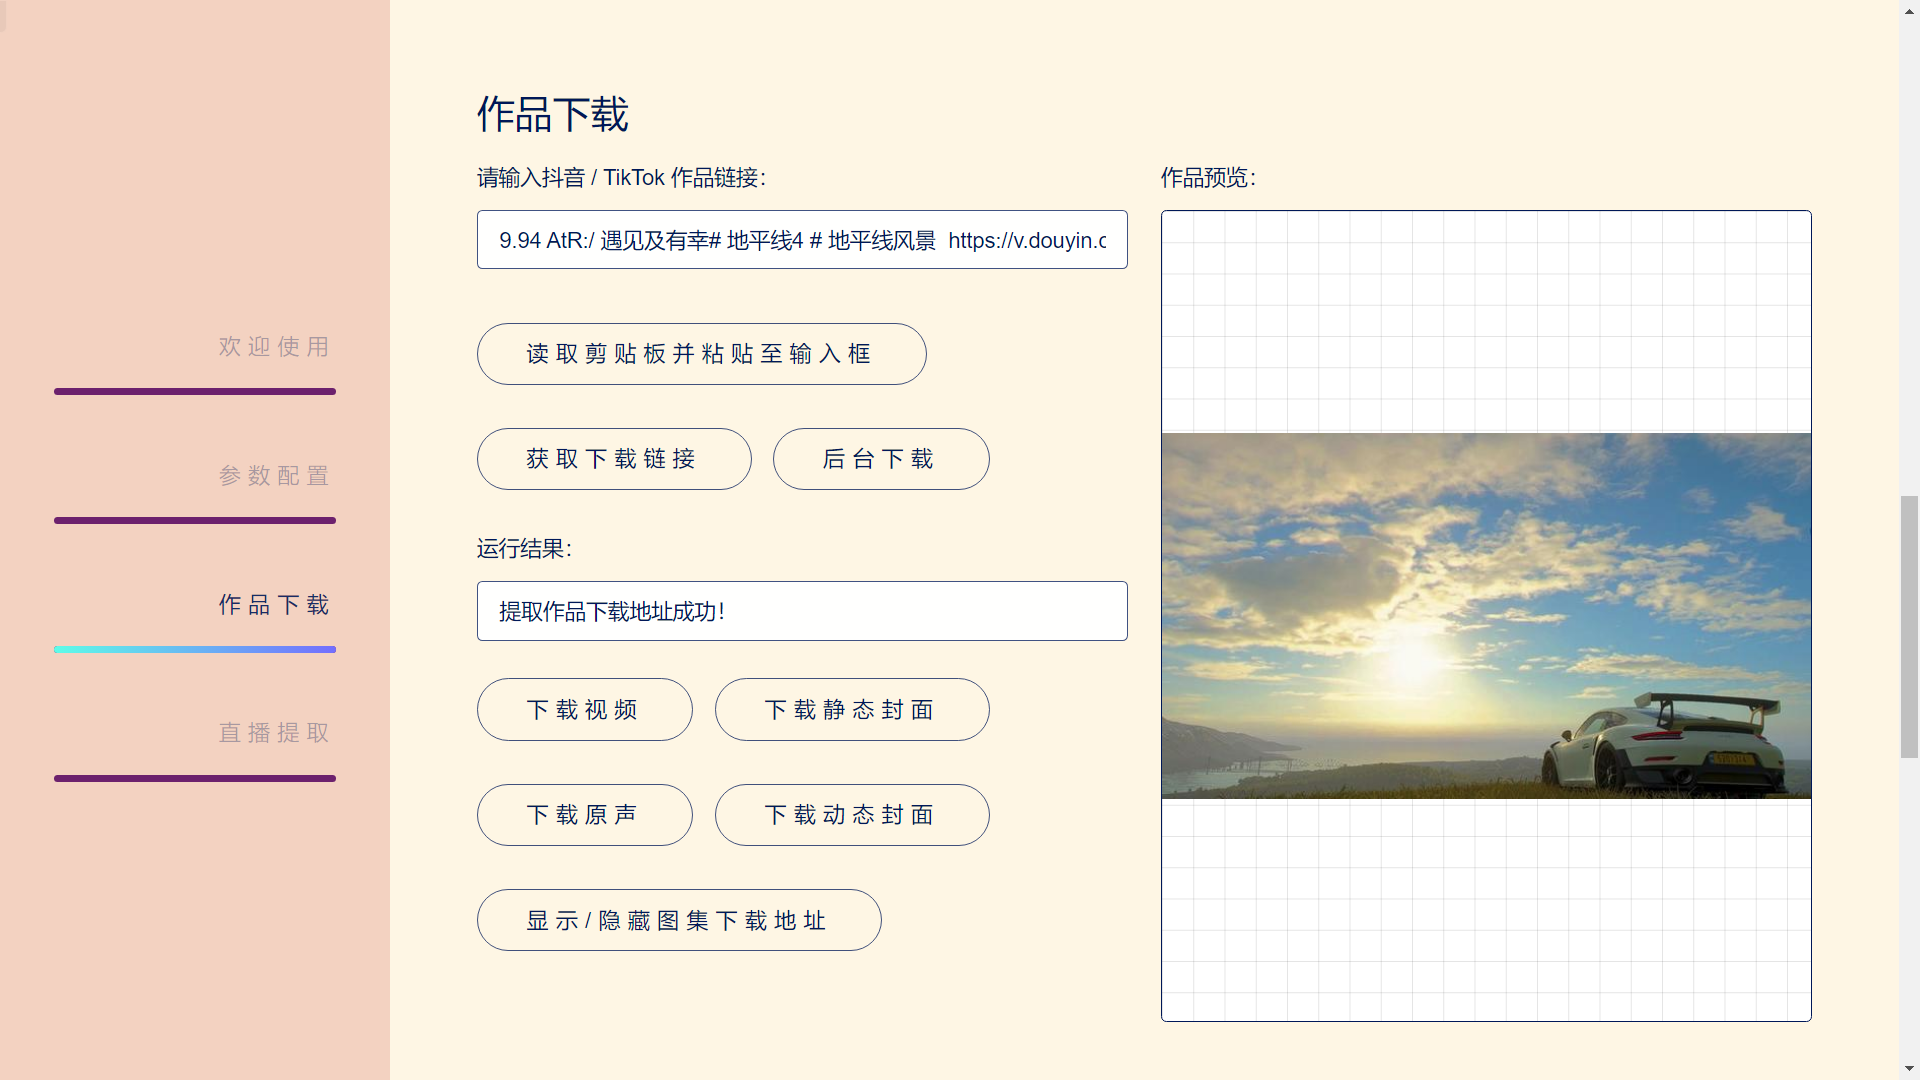 欢迎使用
参数配置
作品下载
直播提取
作品下载
请输入抖音 / TikTok 作品链接：
9.94 AtR:/ 遇见及有幸# 地平线4 # 地平线风景  https://v.douyin.c
读取剪贴板并粘贴至输入框
获取下载链接
后台下载
运行结果：
提取作品下载地址成功！
下载视频
下载静态封面
下载原声
下载动态封面
显示/隐藏图集下载地址
作品预览：